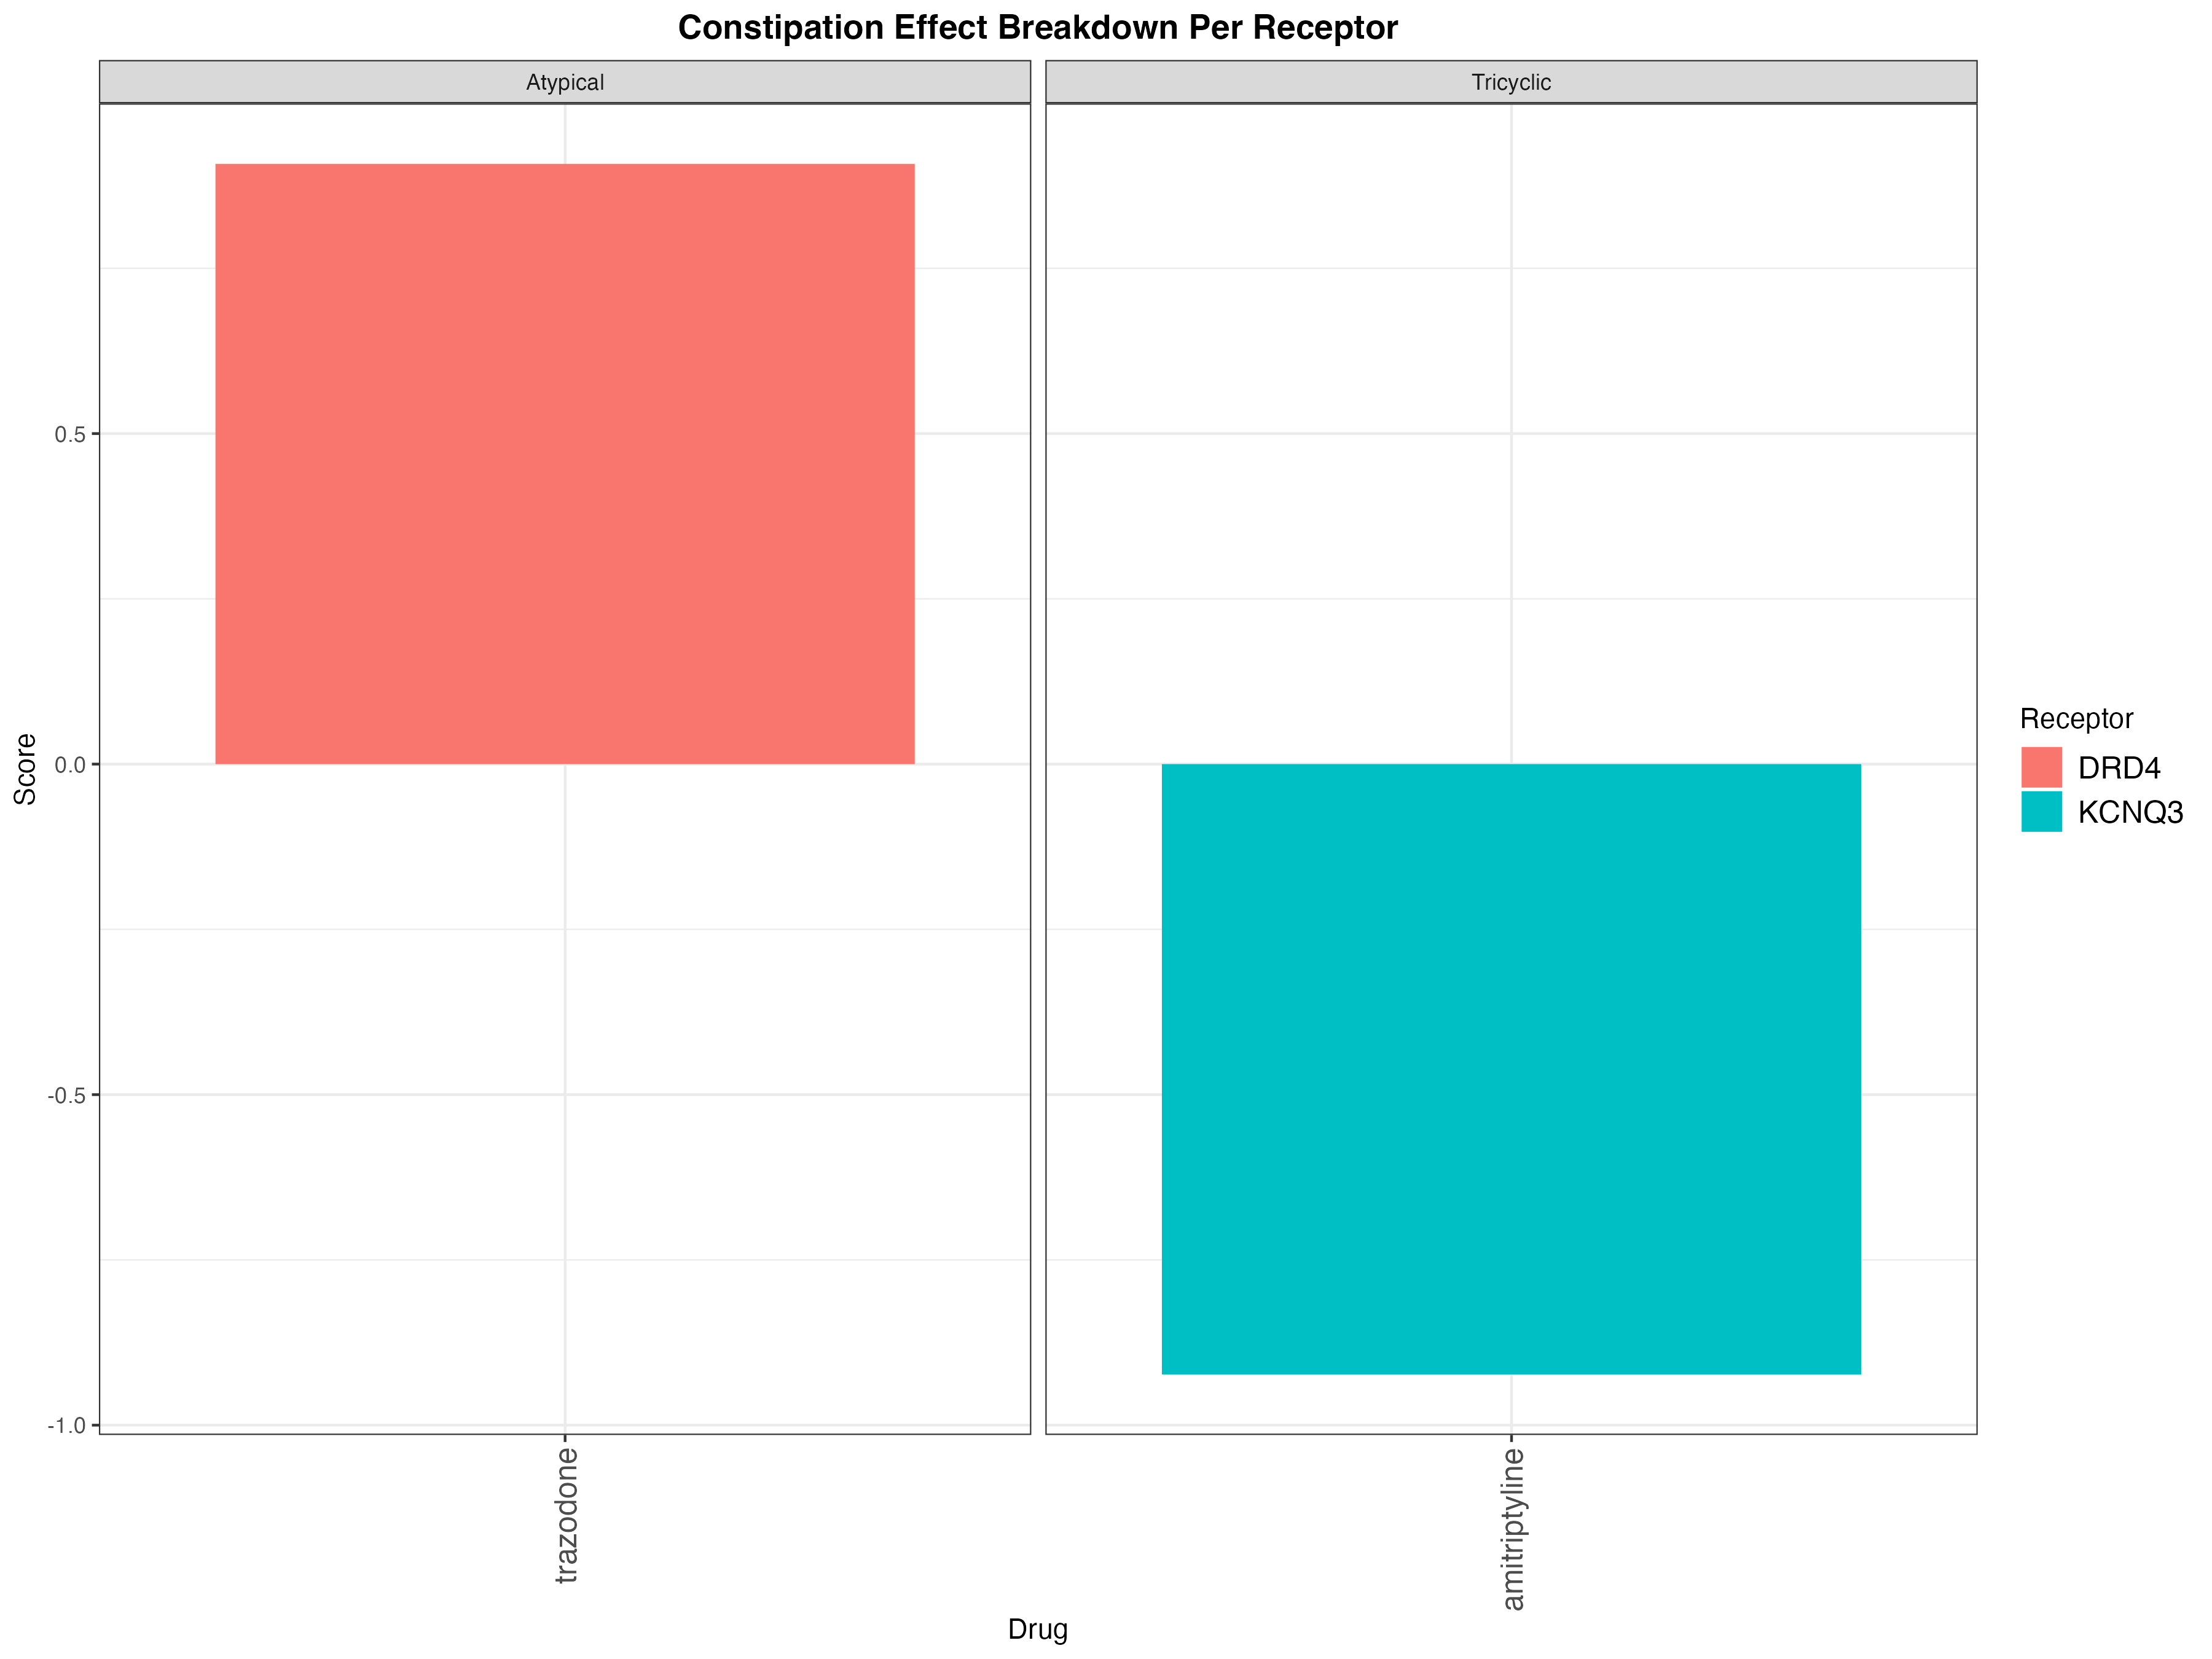 Constipation Effect Breakdown Per Receptor
Atypical
Tricyclic
0.5
0.0
-0.5
-1.0
Score
trazodone
amitriptyline
Drug
Receptor
DRD4
KCNQ3